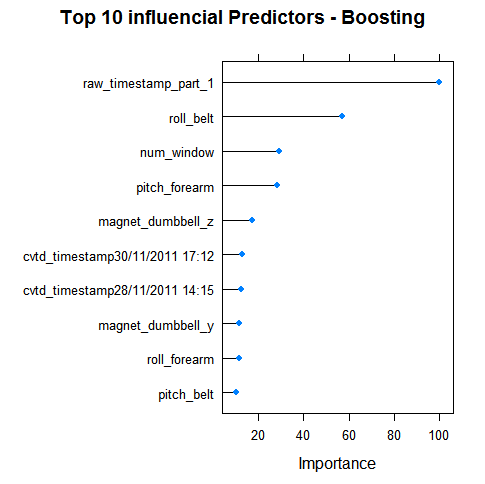 Top 10 influencial Predictors - Boosting
raw_timestamp_part_1
roll_belt
num_window
pitch_forearm
magnet_dumbbell_z
cvtd_timestamp30/11/2011 17:12
cvtd_timestamp28/11/2011 14:15
magnet_dumbbell_y
roll_forearm
pitch_belt
20 40 60 80 100
Importance